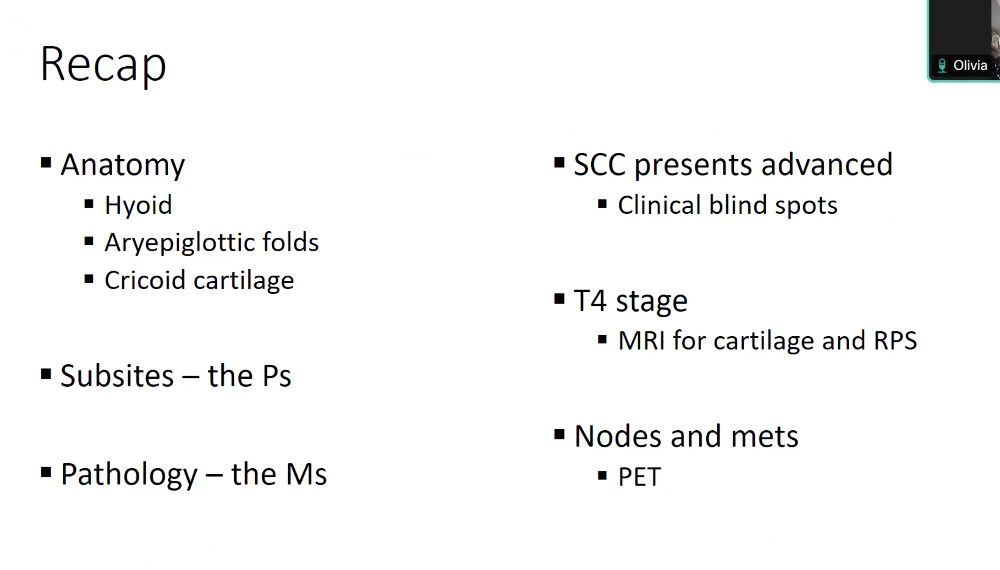 Recap
Anatomy
Hyoid
Aryepiglottic folds
Cricoid cartilage
Subsites – the Ps
Pathology – the Ms
SCC presents advanced
Clinical blind spots
T4 stage
MRI for cartilage and RPS
Nodes and mets
PET
Olivia